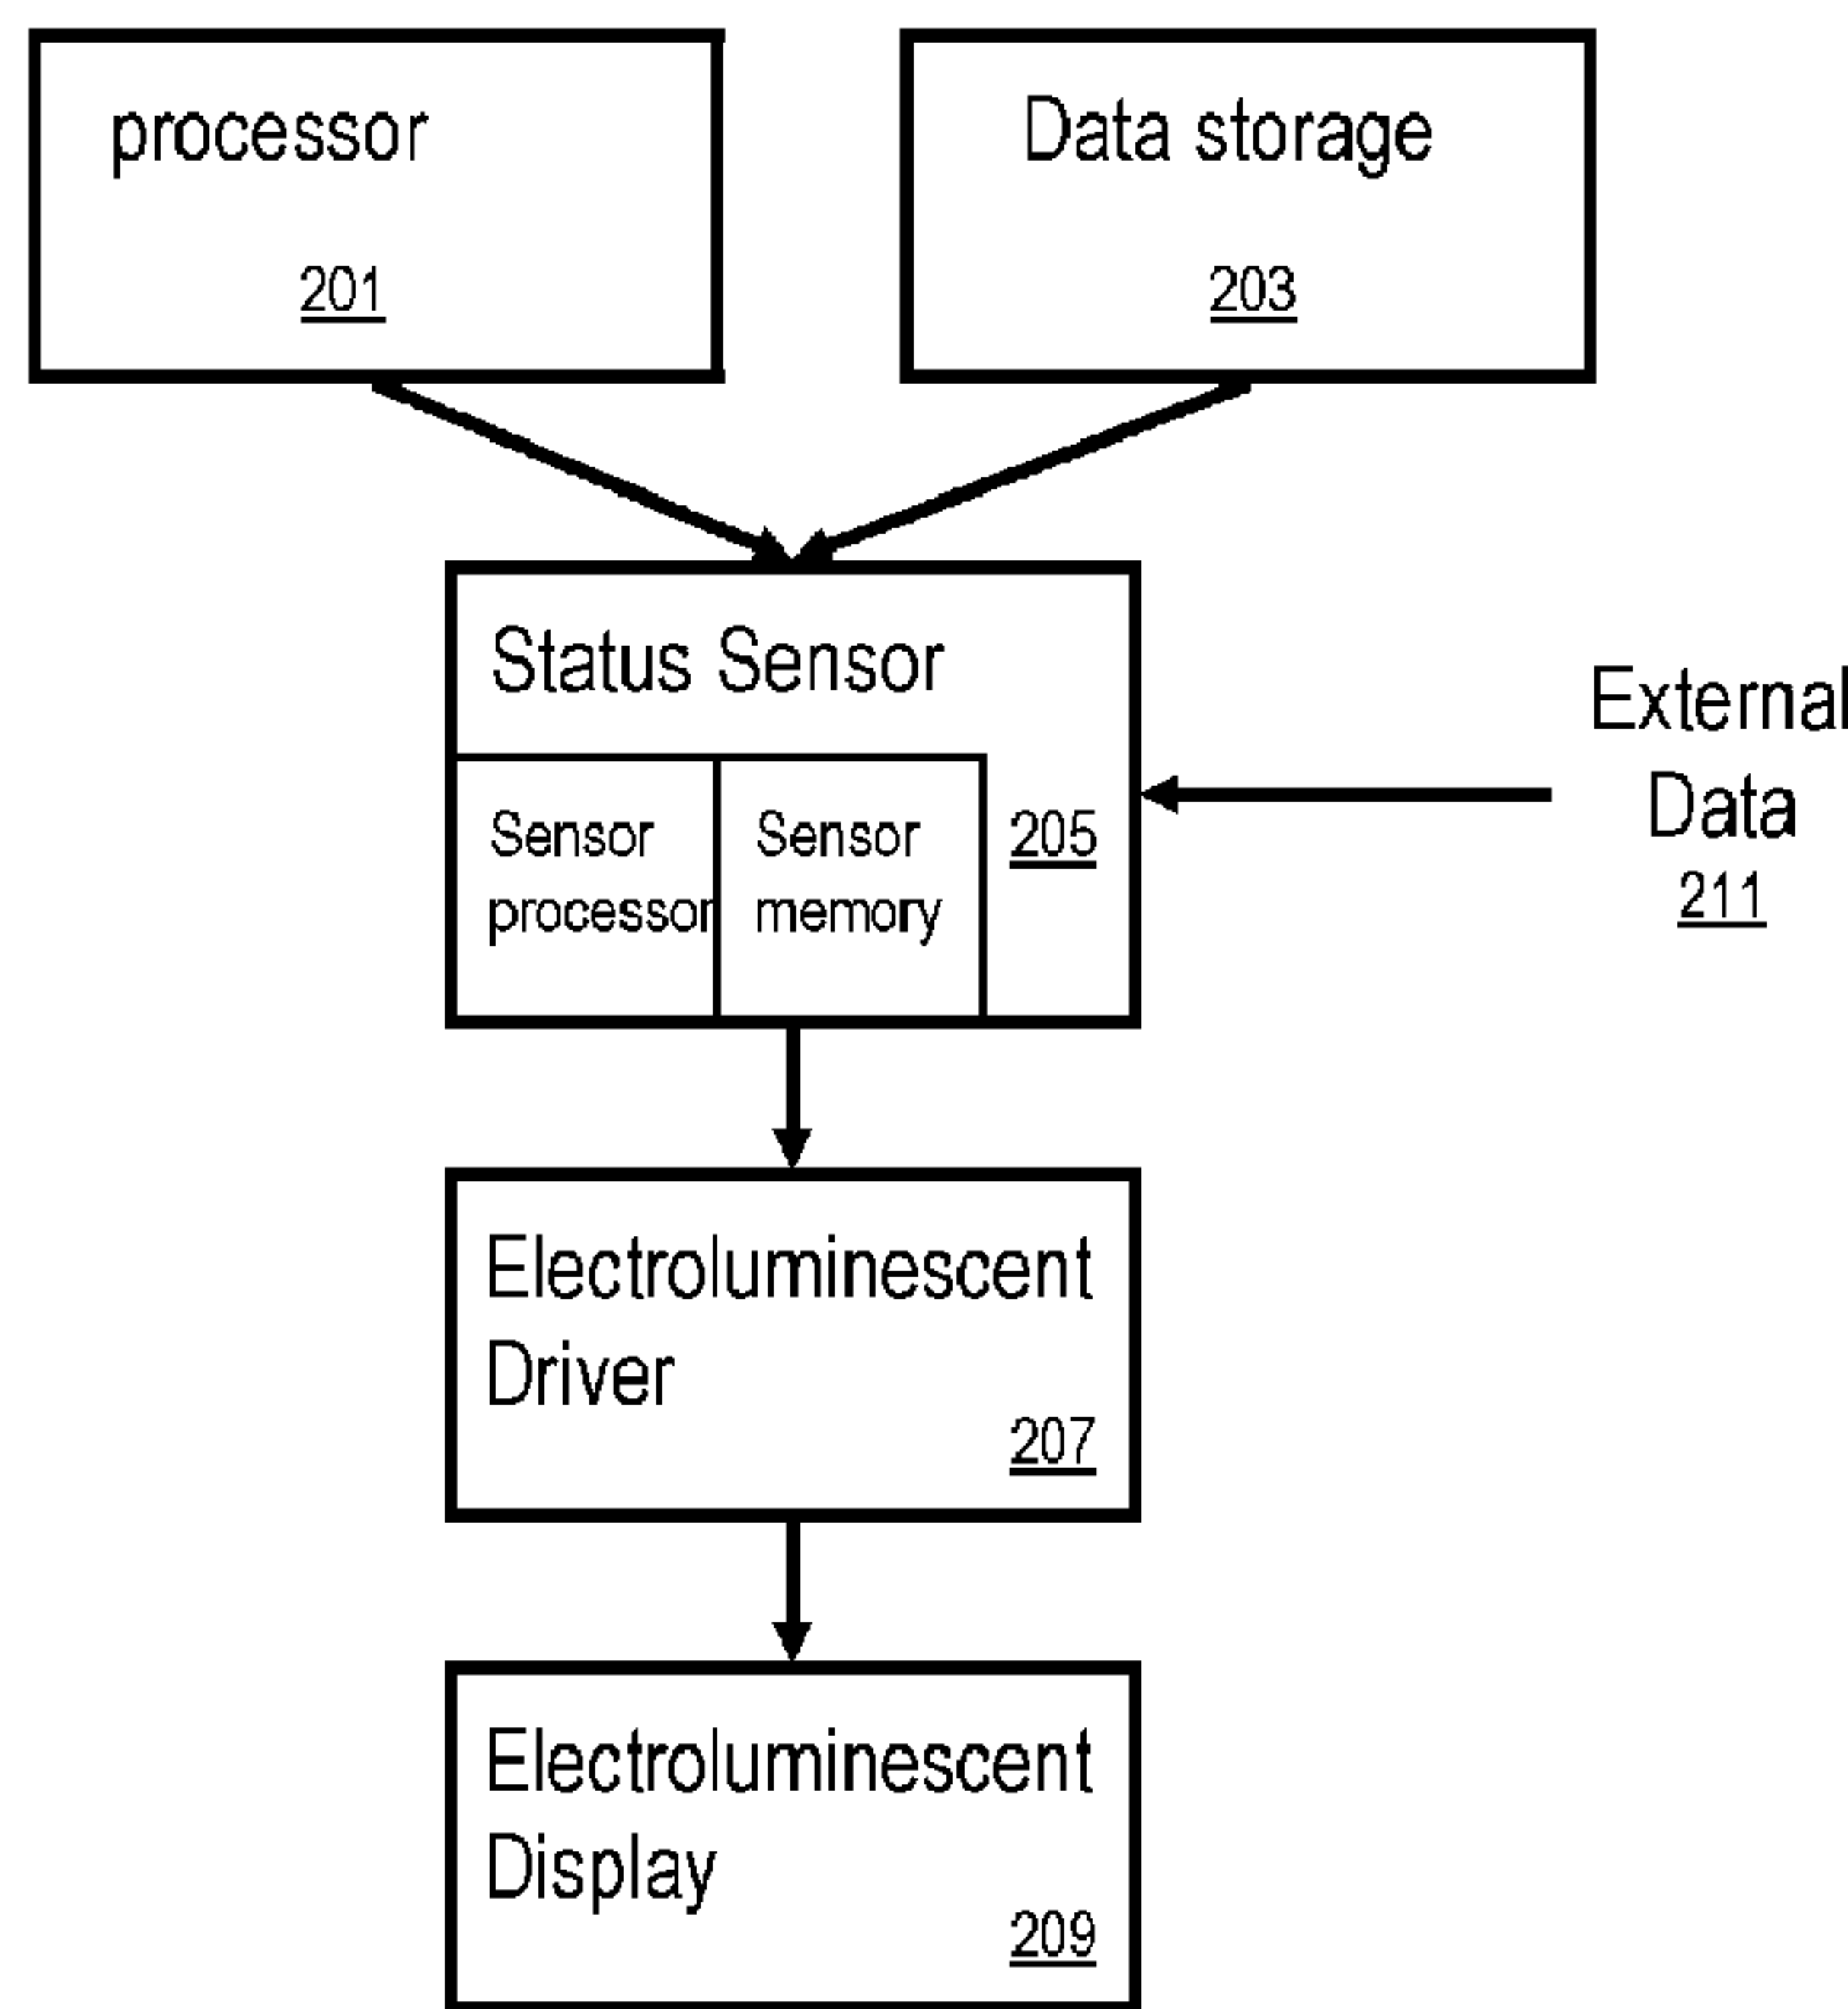 processor
201
Data storage
203
Status Sensor
Sensor
processor
Sensor
memory
205
External
Data
211
Electroluminescent
Driver
207
Electroluminescent
Display
209